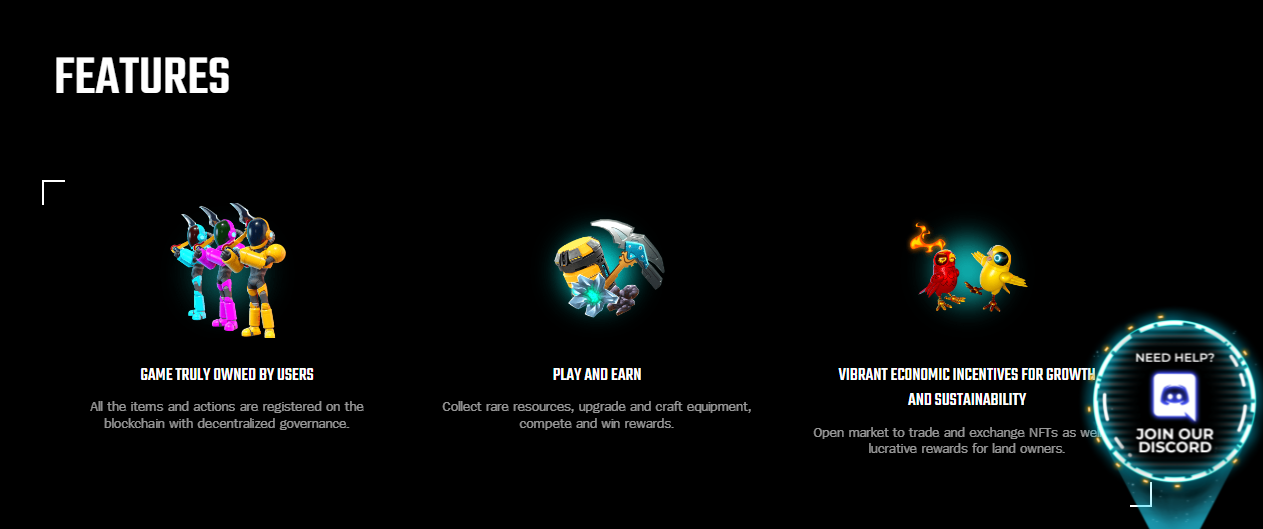 FEATURES
GAME TRULY OWNED BY USERS
All the items and actions are registered on the
blockchain with decentralized governance.
PLAY AND EARN
Collect rare resources, upgrade and craft equipment,
compete and win rewards.
VIBRANT ECONOMIC INCENTIVES FOR GROWTH
AND SUSTAINABILITY
Open market to trade and exchange NFTs as
lucrative rewards for land owners.
NEED HELP?
JOIN OUR
DISCORD